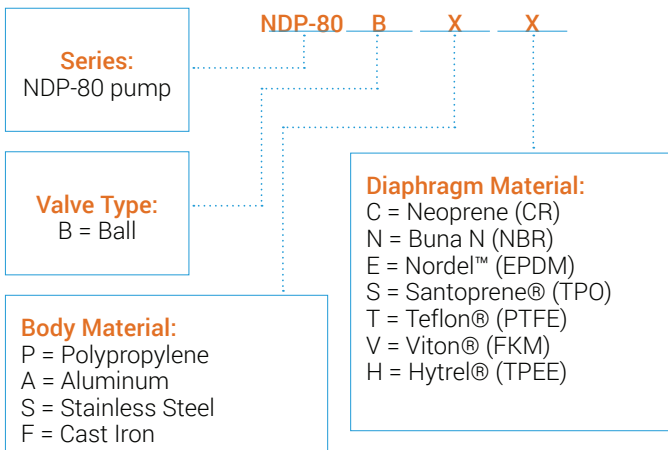 NDP-80 B X X
Series:
NDP-80 pump
Valve Type:
B = Ball
Body Material:
P = Polypropylene
A = Aluminum
S = Stainless Steel
F = Cast Iron
Diaphragm Material:
C = Neoprene (CR)
N = Buna N (NBR)
E = Nordel™ (EPDM)
S = Santoprene® (TPO)
T = Teflon® (PTFE)
V = Viton® (FKM)
H = Hytrel® (TPEE)